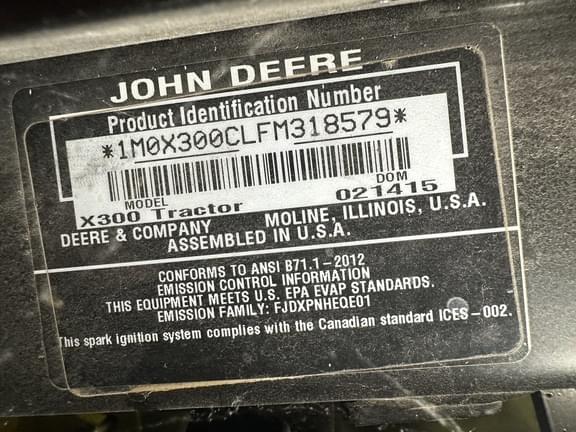 JOHN DEERE
Product Identification Number
*1M0X300CLFM318579*
MODEL DOM
X300 Tractor 021415
DEERE & COMPANY MOLINE, ILLINOIS, U.S.A.
ASSEMBLED IN U.S.A.
CONFORMS TO ANSI B71.1-2012
EMISSION CONTROL INFORMATION
THIS EQUIPMENT MEETS U.S. EPA EVAP STANDARDS.
EMISSION FAMILY: FJDXPNHEQE01
This spark ignition system complies with the Canadian standard ICES-002.